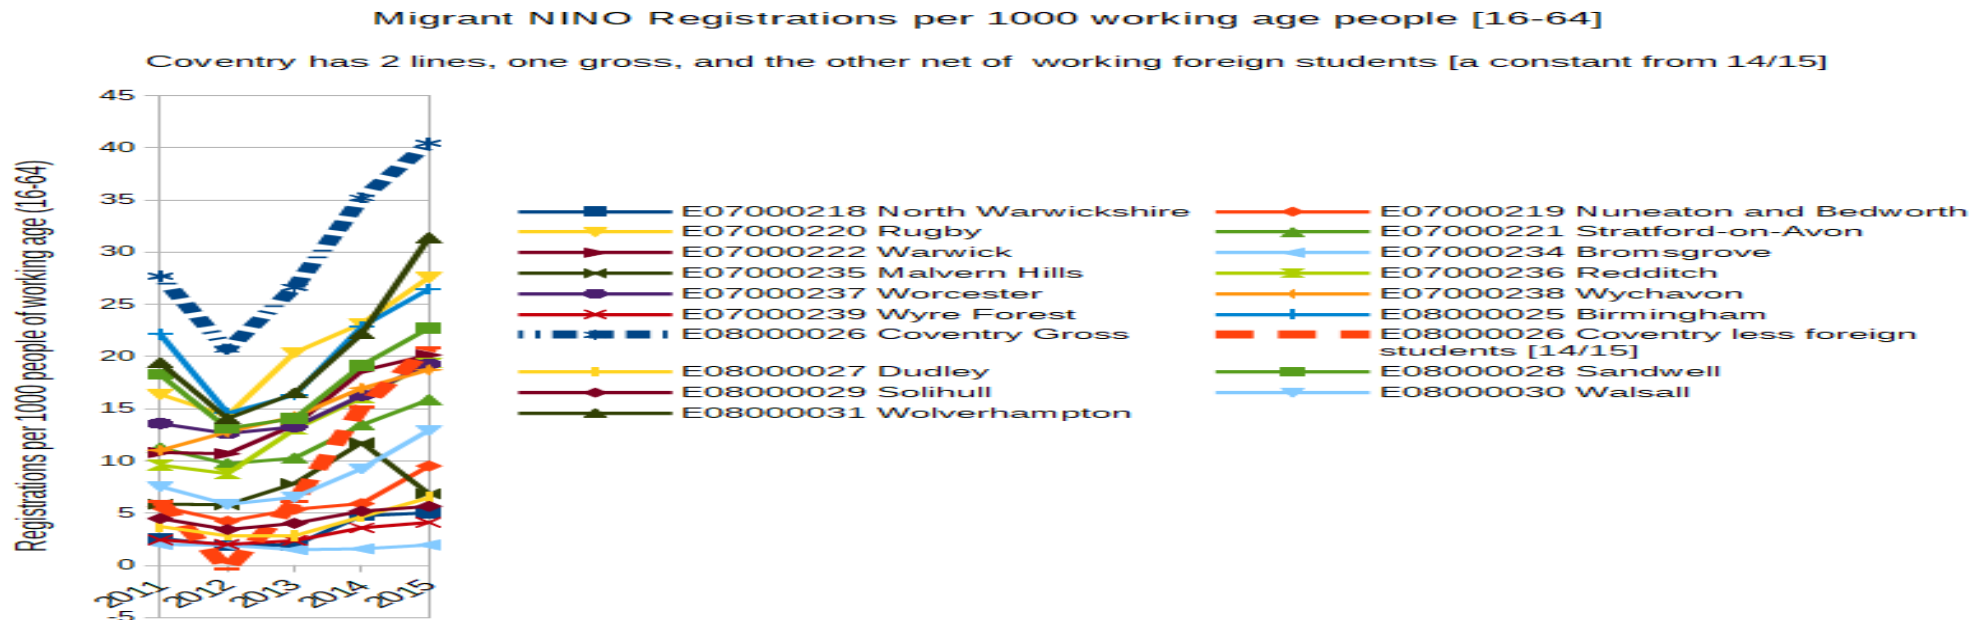 Migrant NINO Registrations per 1000 working age people [16-64]
Coventry has 2 lines, one gross, and the other net of working foreign students [a constant from 14/15]
Registrations per 1000 people of working age (16-64)
45
40
35
30
25
20
15
10
5
0
-5
2011 2012 2013 2014 2015
E07000218 North Warwickshire
E07000219 Nuneaton and Bedworth
E07000220 Rugby
E07000221 Stratford-on-Avon
E07000222 Warwick
E07000234 Bromsgrove
E07000235 Malvern Hills
E07000236 Redditch
E07000237 Worcester
E07000238 Wychavon
E07000239 Wyre Forest
E08000025 Birmingham
E08000026 Coventry Gross
E08000026 Coventry less foreign
students [14/15]
E08000027 Dudley
E08000028 Sandwell
E08000029 Solihull
E08000030 Walsall
E08000031 Wolverhampton